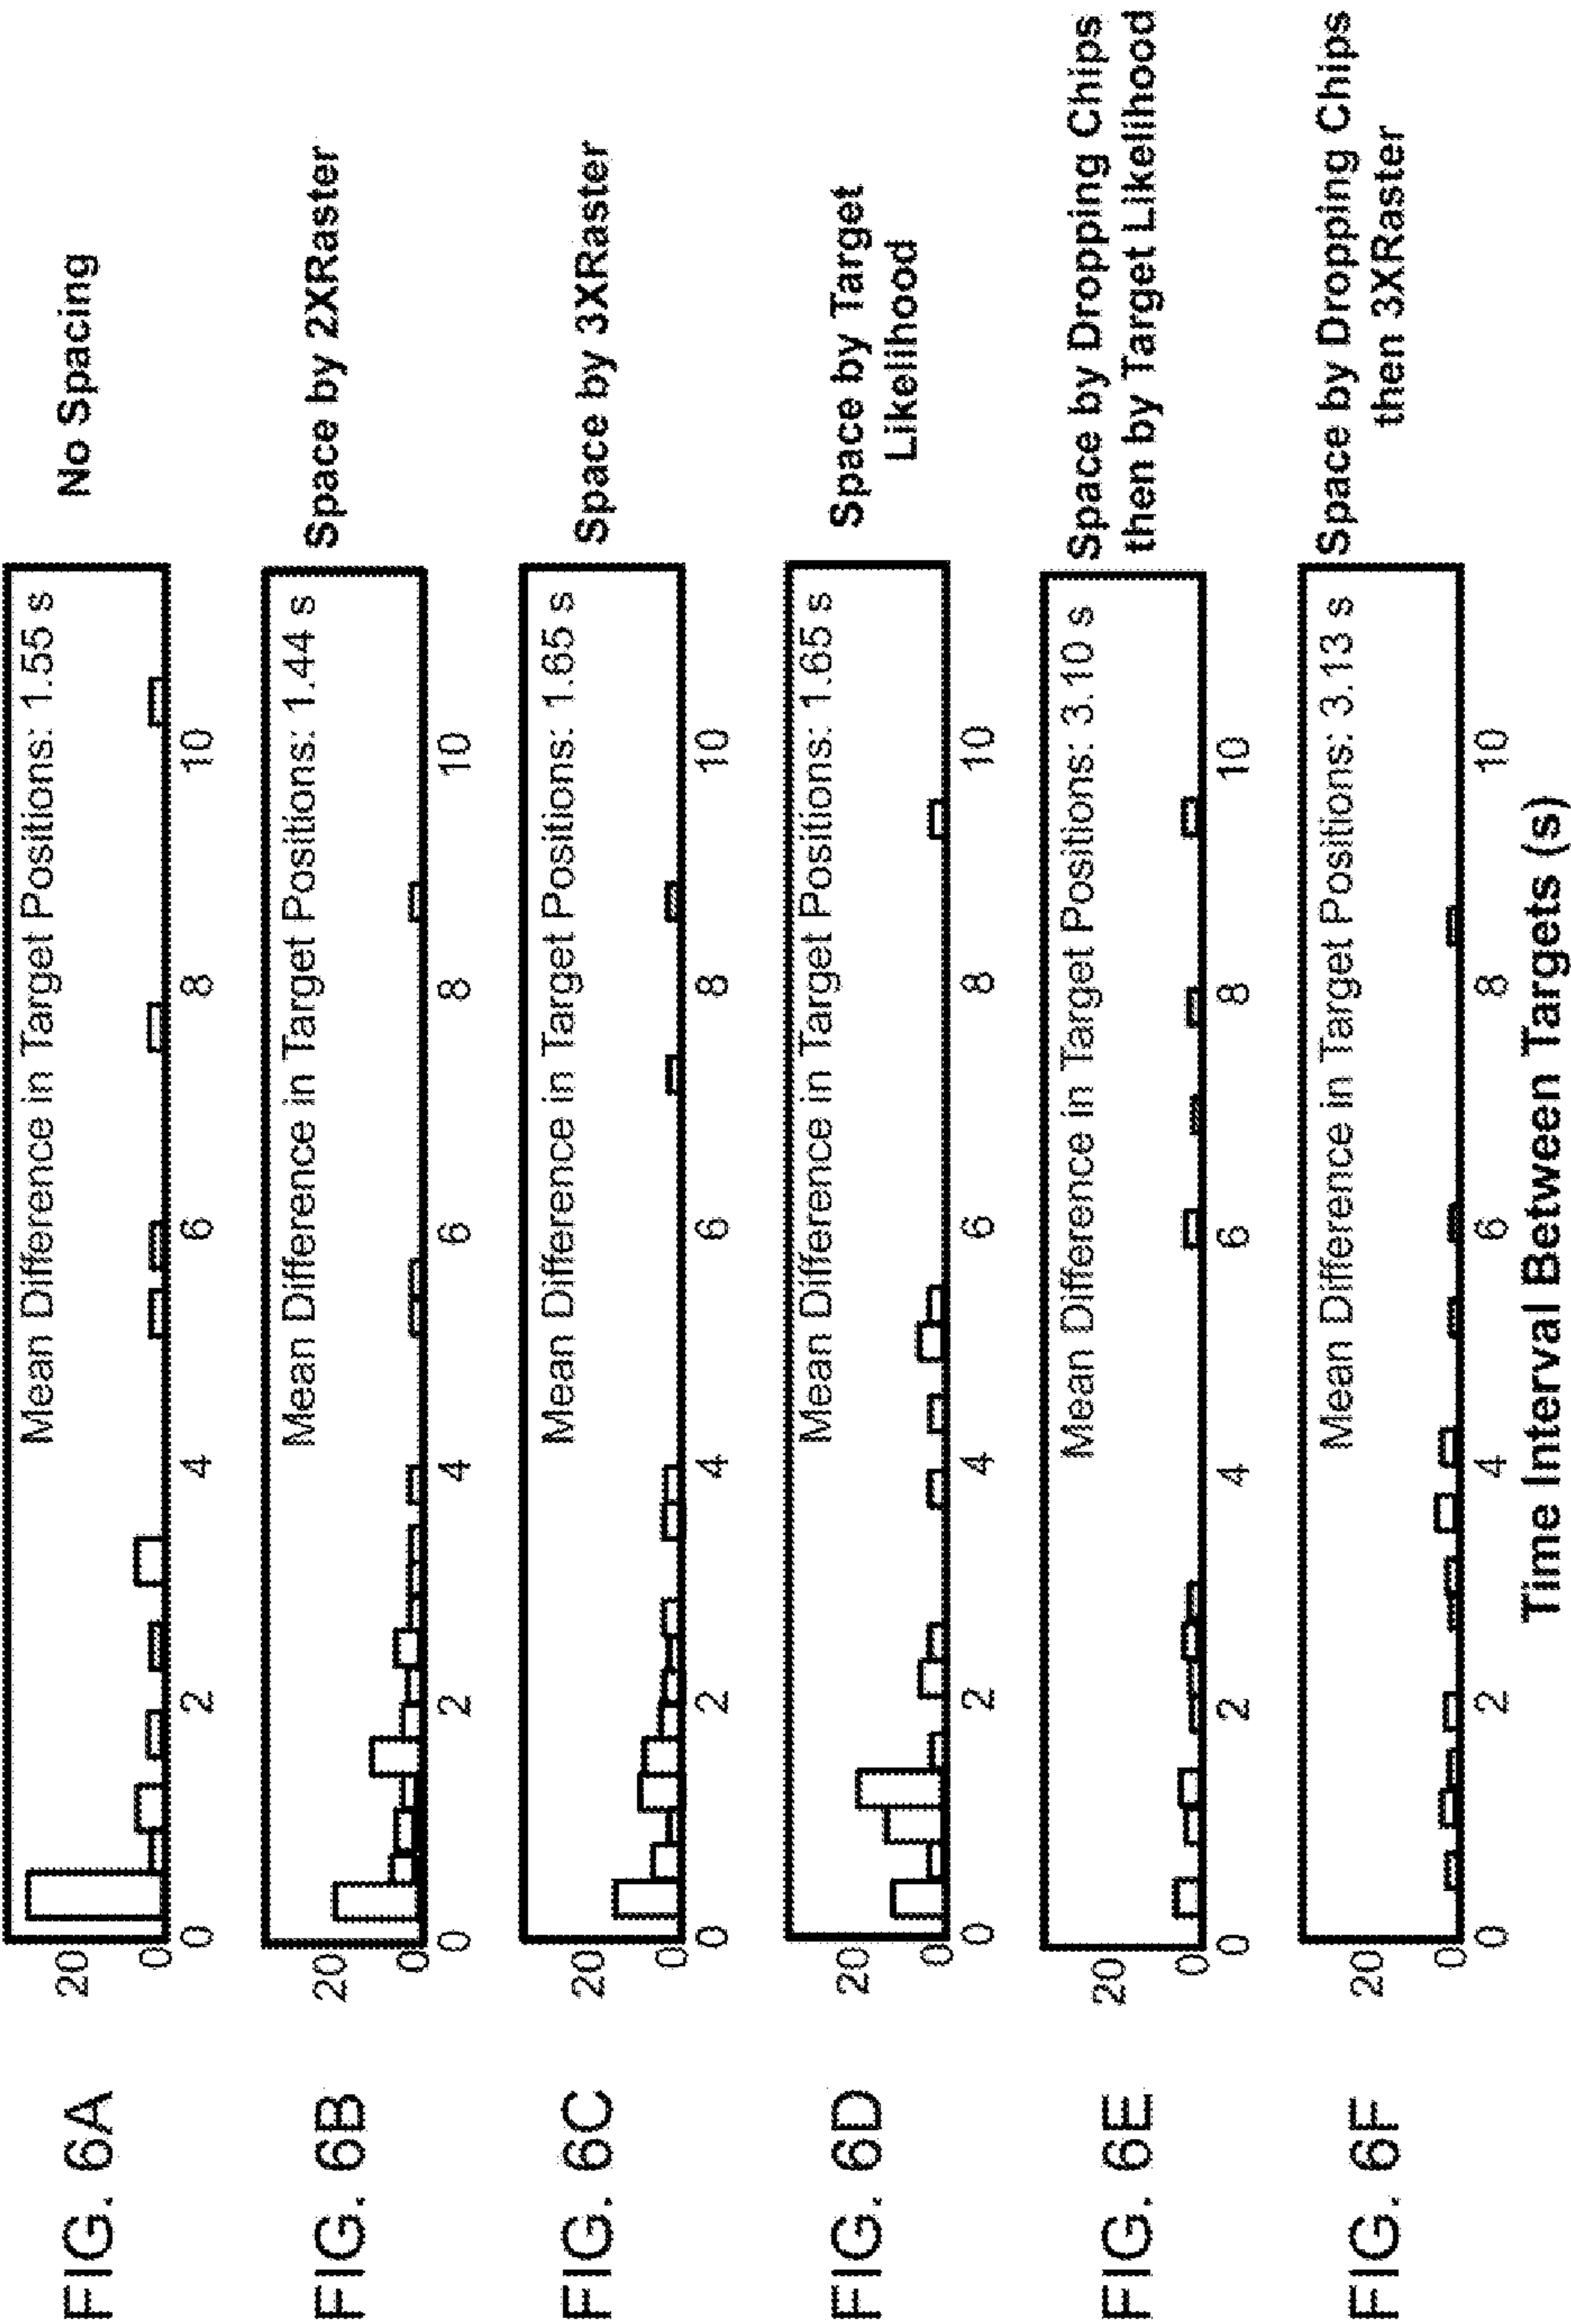 FIG. 6A
20
0
Mean Difference in Target Positions: 1.55 s
No Spacing
0 2 4 6 8 10
FIG. 6B
20
0
Mean Difference in Target Positions: 1.44 s
Space by 2XRaster
0 2 4 6 8 10
FIG. 6C
20
0
Mean Difference in Target Positions: 1.65 s
Space by 3XRaster
0 2 4 6 8 10
FIG. 6D
20
0
Mean Difference in Target Positions: 1.65 s
Space by Target
Likelihood
0 2 4 6 8 10
FIG. 6E
20
0
Mean Difference in Target Positions: 3.10 s
Space by Dropping Chips
then by Target Likelihood
0 2 4 6 8 10
FIG. 6F
20
0
Mean Difference in Target Positions: 3.13 s
Space by Dropping Chips
then 3XRaster
0 2 4 6 8 10
Time Interval Between Targets (s)